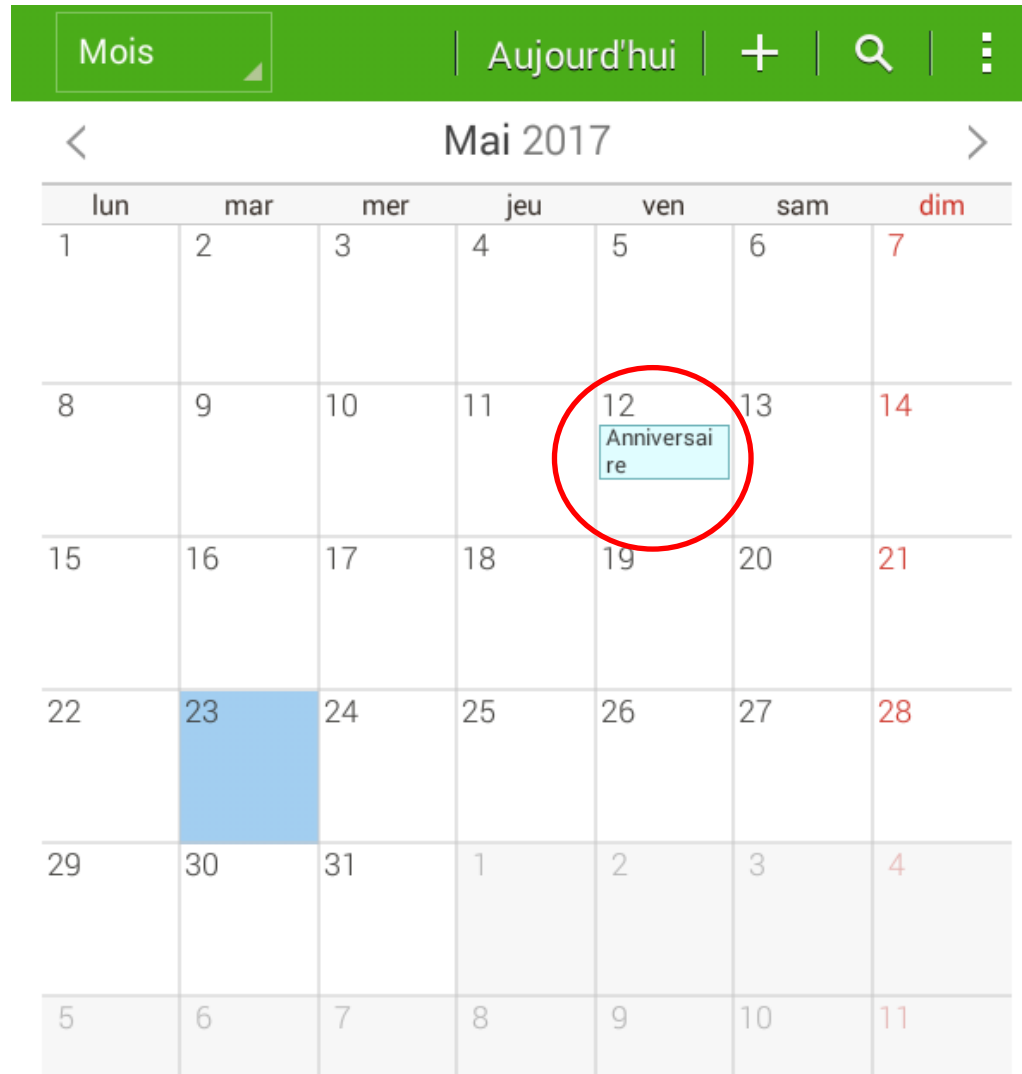 Mois Aujourd'hui
Mai 2017
lun mar mer jeu ven sam dim
1 2 3 4 5 6 7
8 9 10 11 12 13 14
Anniversai
re
15 16 17 18 19 20 21
22 23 24 25 26 27 28
29 30 31 1 2 3 4
5 6 7 8 9 10 11